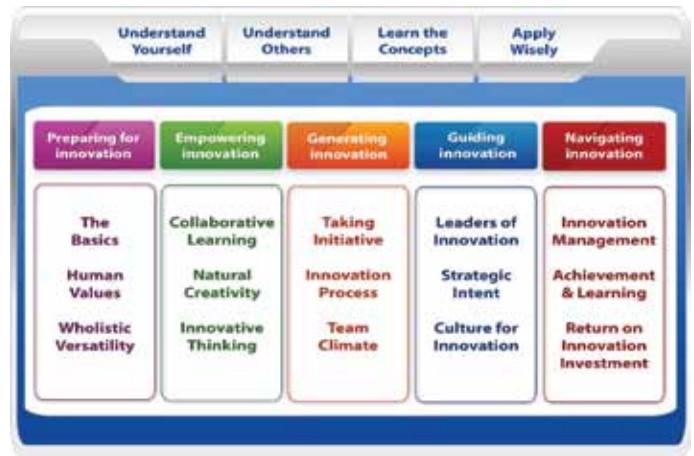 Understand
Yourself
Understand
Others
Learn the
Concepts
Apply
Wisely
Preparing for
innovation
Empowering
innovation
Generating
innovation
Guiding
innovation
Navigating
innovation
The
Basics
Human
Values
Wholistic
Versatility
Collaborative
Learning
Natural
Creativity
Innovative
Thinking
Taking
Initiative
Innovation
Process
Team
Climate
Leaders of
Innovation
Strategic
Intent
Culture for
Innovation
Innovation
Management
Achievement
& Learning
Return on
Innovation
Investment